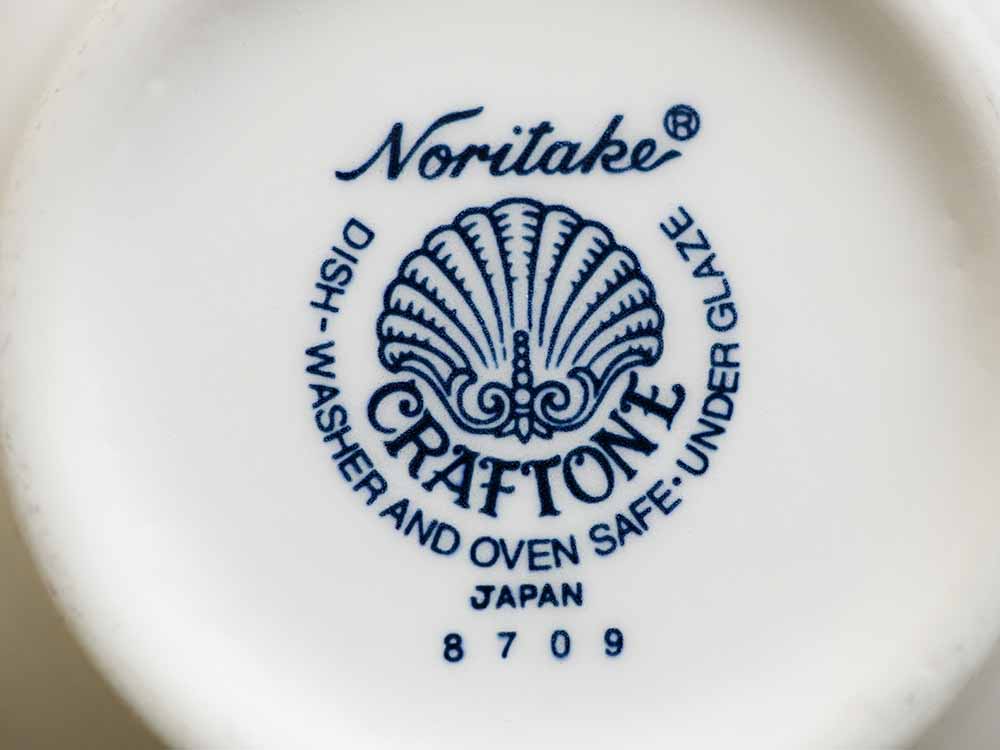 Noritake®
CRAFTONE
DISH-WASHER AND OVEN SAFE·UNDER GLAZE
JAPAN
8709